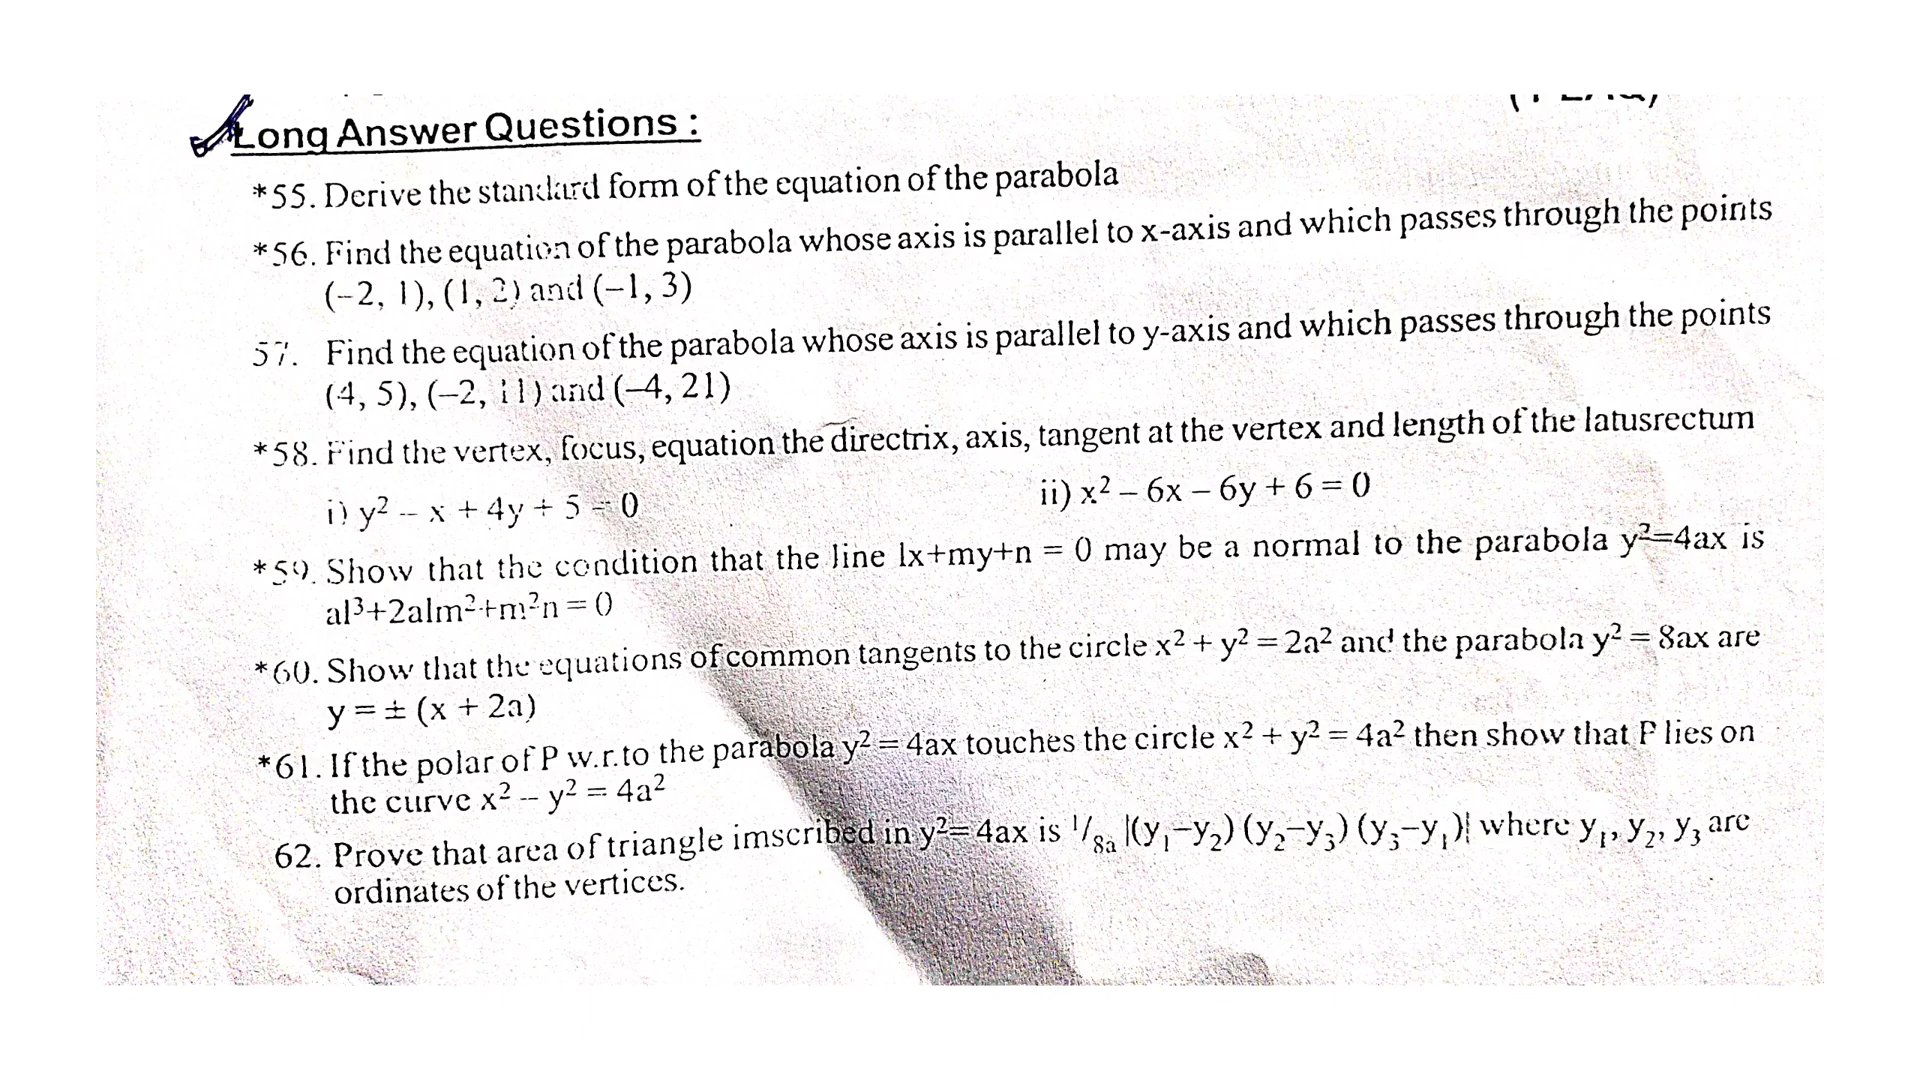 Long Answer Questions :
*55. Derive the standard form of the equation of the parabola
*56. Find the equation of the parabola whose axis is parallel to x-axis and which passes through the points
(–2, 1), (1, 2) and (–1, 3)
57. Find the equation of the parabola whose axis is parallel to y-axis and which passes through the points
(4, 5), (–2, 11) and (–4, 21)
*58. Find the vertex, focus, equation the directrix, axis, tangent at the vertex and length of the latusrectum
i) y² – x + 4y + 5 = 0 ii) x² – 6x – 6y + 6 = 0
*59. Show that the condition that the line lx+my+n = 0 may be a normal to the parabola y²=4ax is
al³+2alm²+m²n = 0
*60. Show that the equations of common tangents to the circle x² + y² = 2a² and the parabola y² = 8ax are
y = ± (x + 2a)
*61. If the polar of P w.r.to the parabola y² = 4ax touches the circle x² + y² = 4a² then show that P lies on
the curve x² – y² = 4a²
62. Prove that area of triangle imscribed in y²= 4ax is ¹/₈ₐ |(y₁–y₂) (y₂–y₃) (y₃–y₁)| where y₁, y₂, y₃ are
ordinates of the vertices.